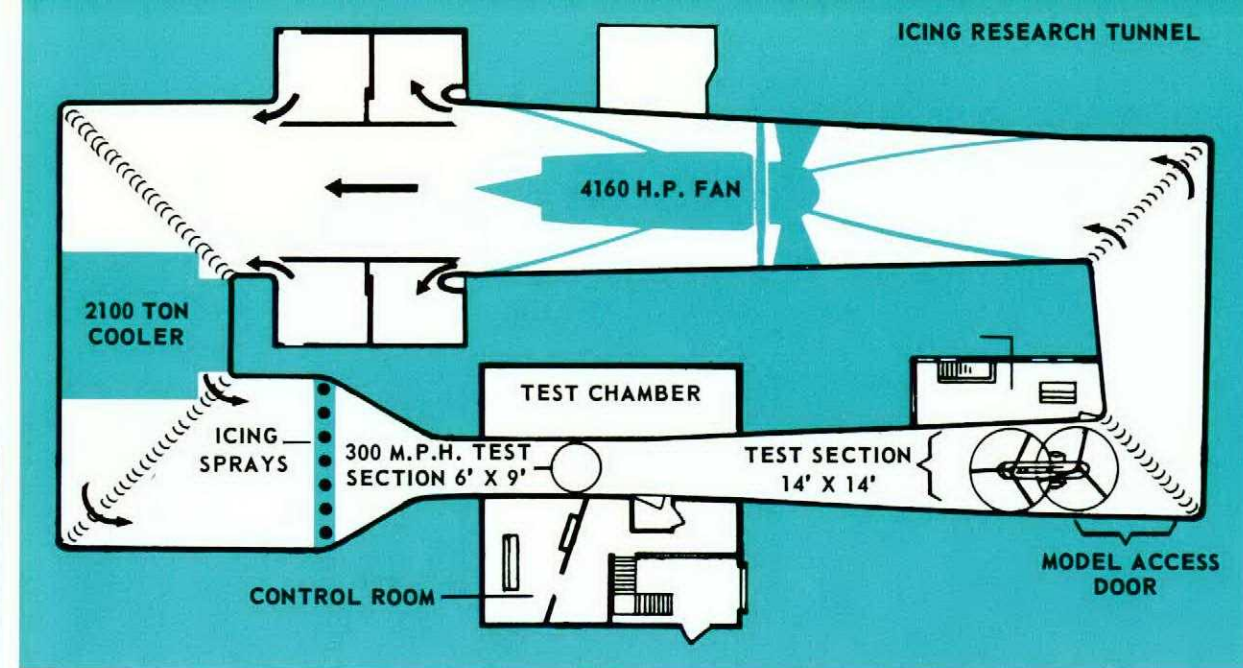 ICING RESEARCH TUNNEL
4160 H.P. FAN
2100 TON
COOLER
TEST CHAMBER
ICING
SPRAYS
300 M.P.H. TEST
SECTION 6' X 9'
TEST SECTION
14' X 14'
CONTROL ROOM
MODEL ACCESS
DOOR